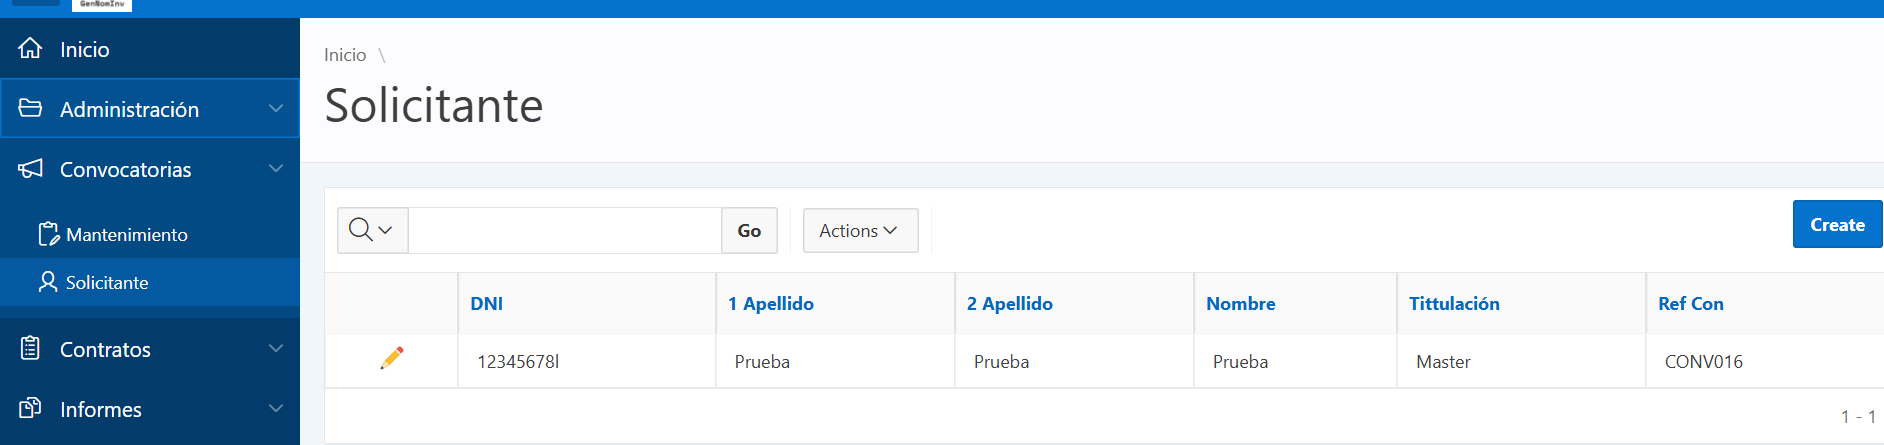 GenNomInv
Inicio
Administración
Convocatorias
Mantenimiento
Solicitante
Contratos
Informes
Inicio \
Solicitante
Go Actions Create
DNI 1 Apellido 2 Apellido Nombre Tittulación Ref Con
12345678l Prueba Prueba Prueba Master CONV016
1 - 1